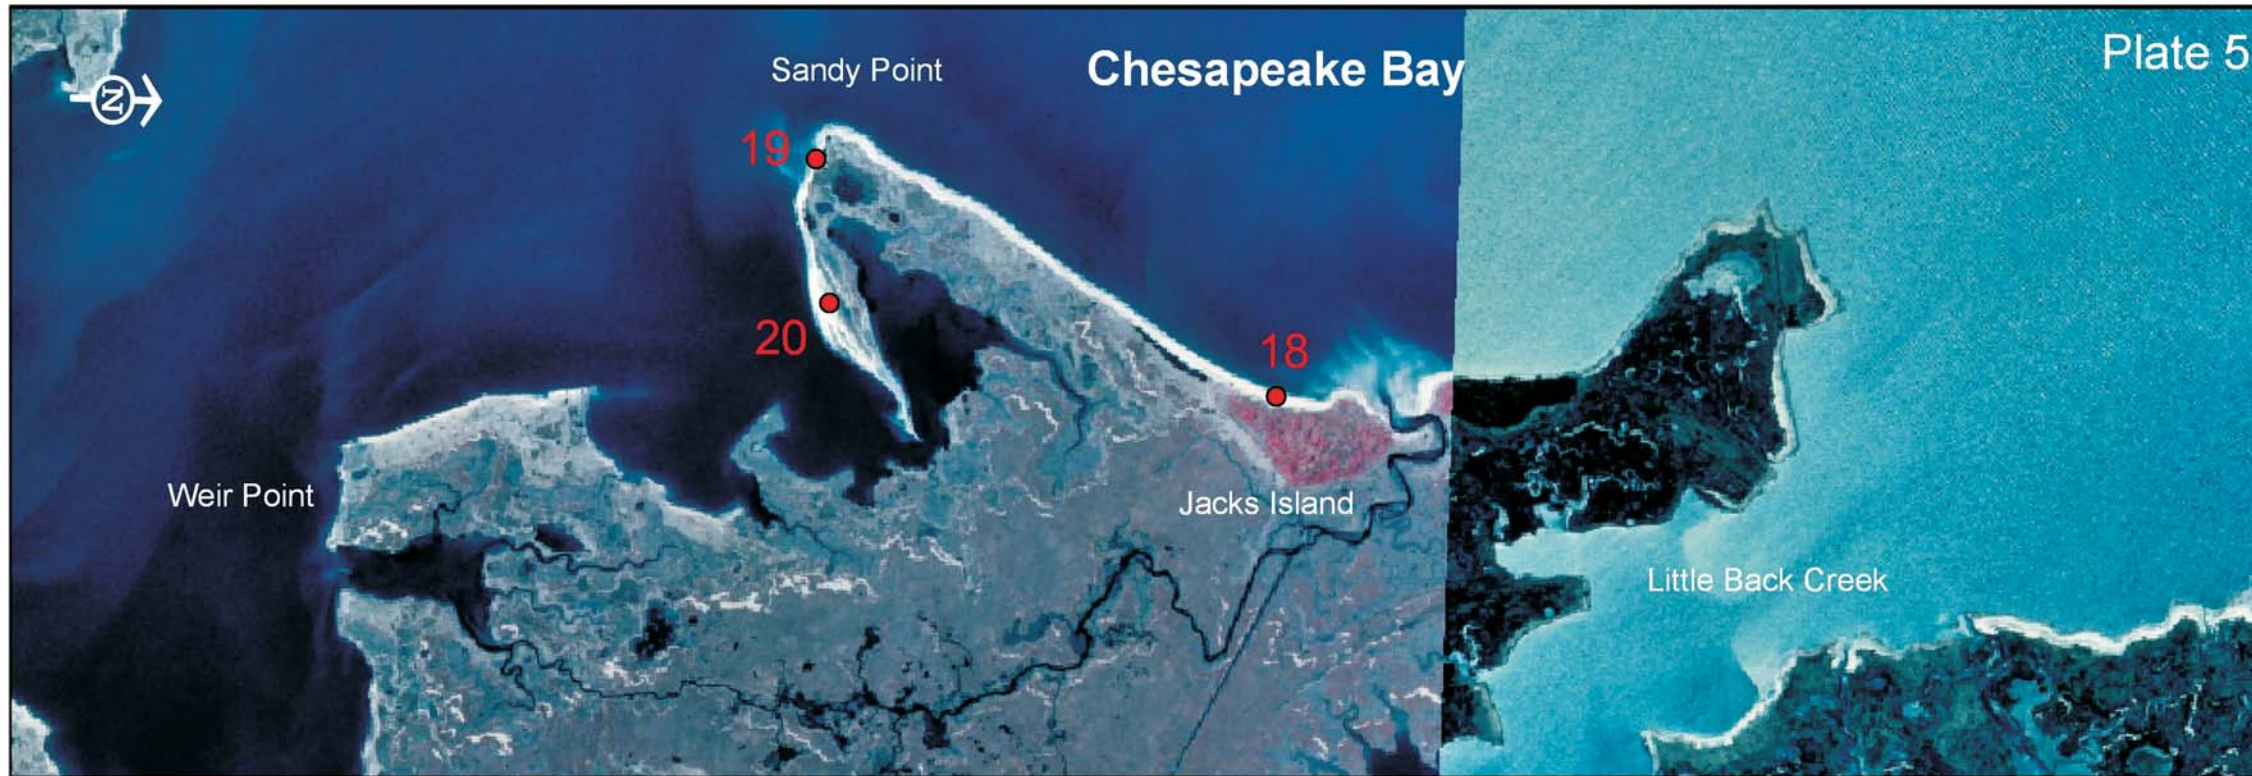 Plate 5
Chesapeake Bay
Sandy Point
N
19
20
18
Weir Point
Jacks Island
Little Back Creek